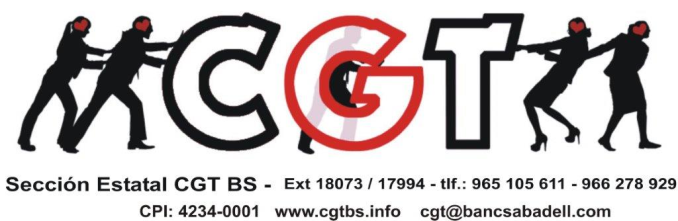 CGT
Sección Estatal CGT BS - Ext 18073 / 17994 - tlf.: 965 105 611 - 966 278 929
CPI: 4234-0001 www.cgtbs.info cgt@bancsabadell.com